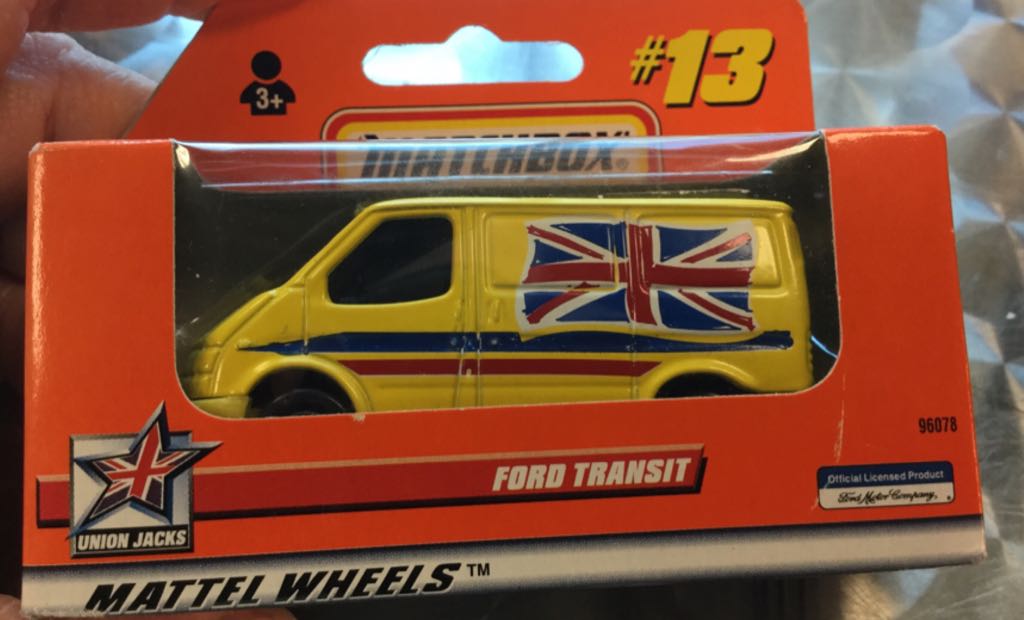 3+
#13
MATCHBOX®
96078
FORD TRANSIT
Official Licensed Product
Ford Motor Company.
UNION JACKS
MATTEL WHEELS™